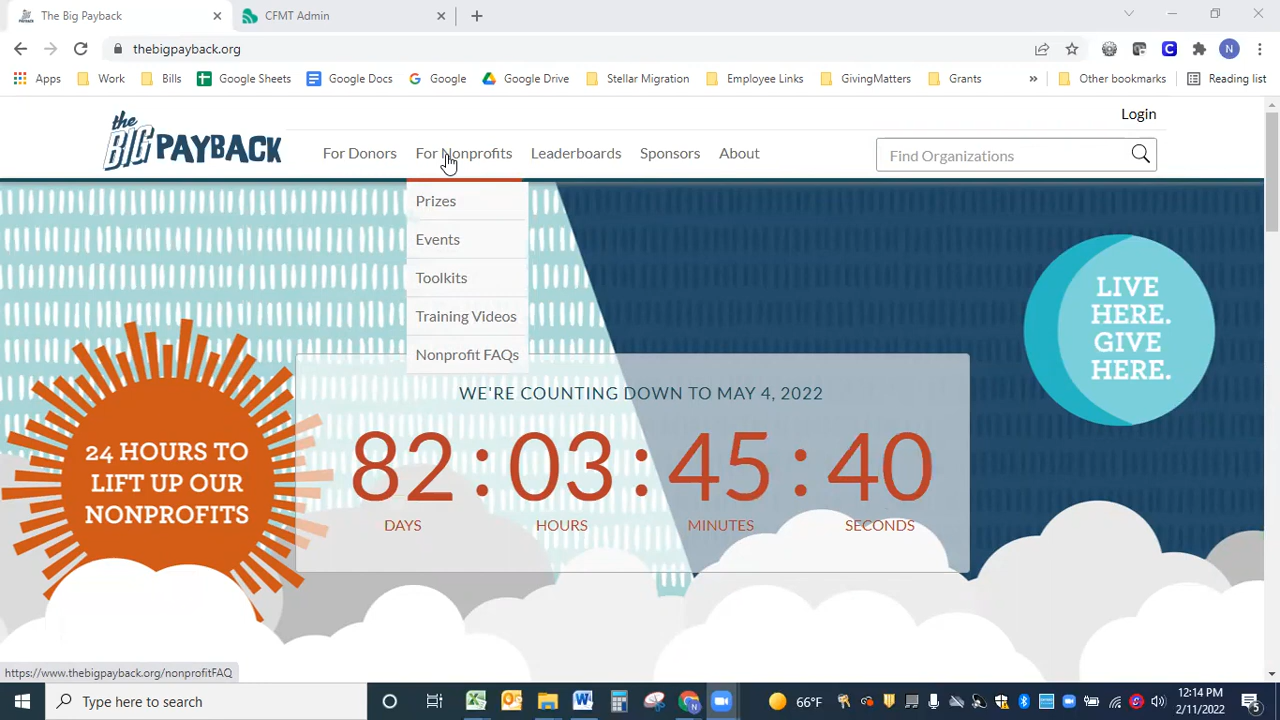 The Big Payback
CFMT Admin
thebigpayback.org
N
Apps
Work
Bills
Google Sheets
Google Docs
Google
Google Drive
Stellar Migration
Employee Links
GivingMatters
Grants
»
Other bookmarks
Reading list
Login
the
BIG PAYBACK
For Donors
For Nonprofits
Leaderboards
Sponsors
About
Find Organizations
Prizes
Events
Toolkits
Training Videos
Nonprofit FAQs
LIVE
HERE.
GIVE
HERE.
WE'RE COUNTING DOWN TO MAY 4, 2022
82 : 03 : 45 : 40
DAYS HOURS MINUTES SECONDS
24 HOURS TO
LIFT UP OUR
NONPROFITS
https://www.thebigpayback.org/nonprofitFAQ
Type here to search
66°F
12:14 PM
2/11/2022
5